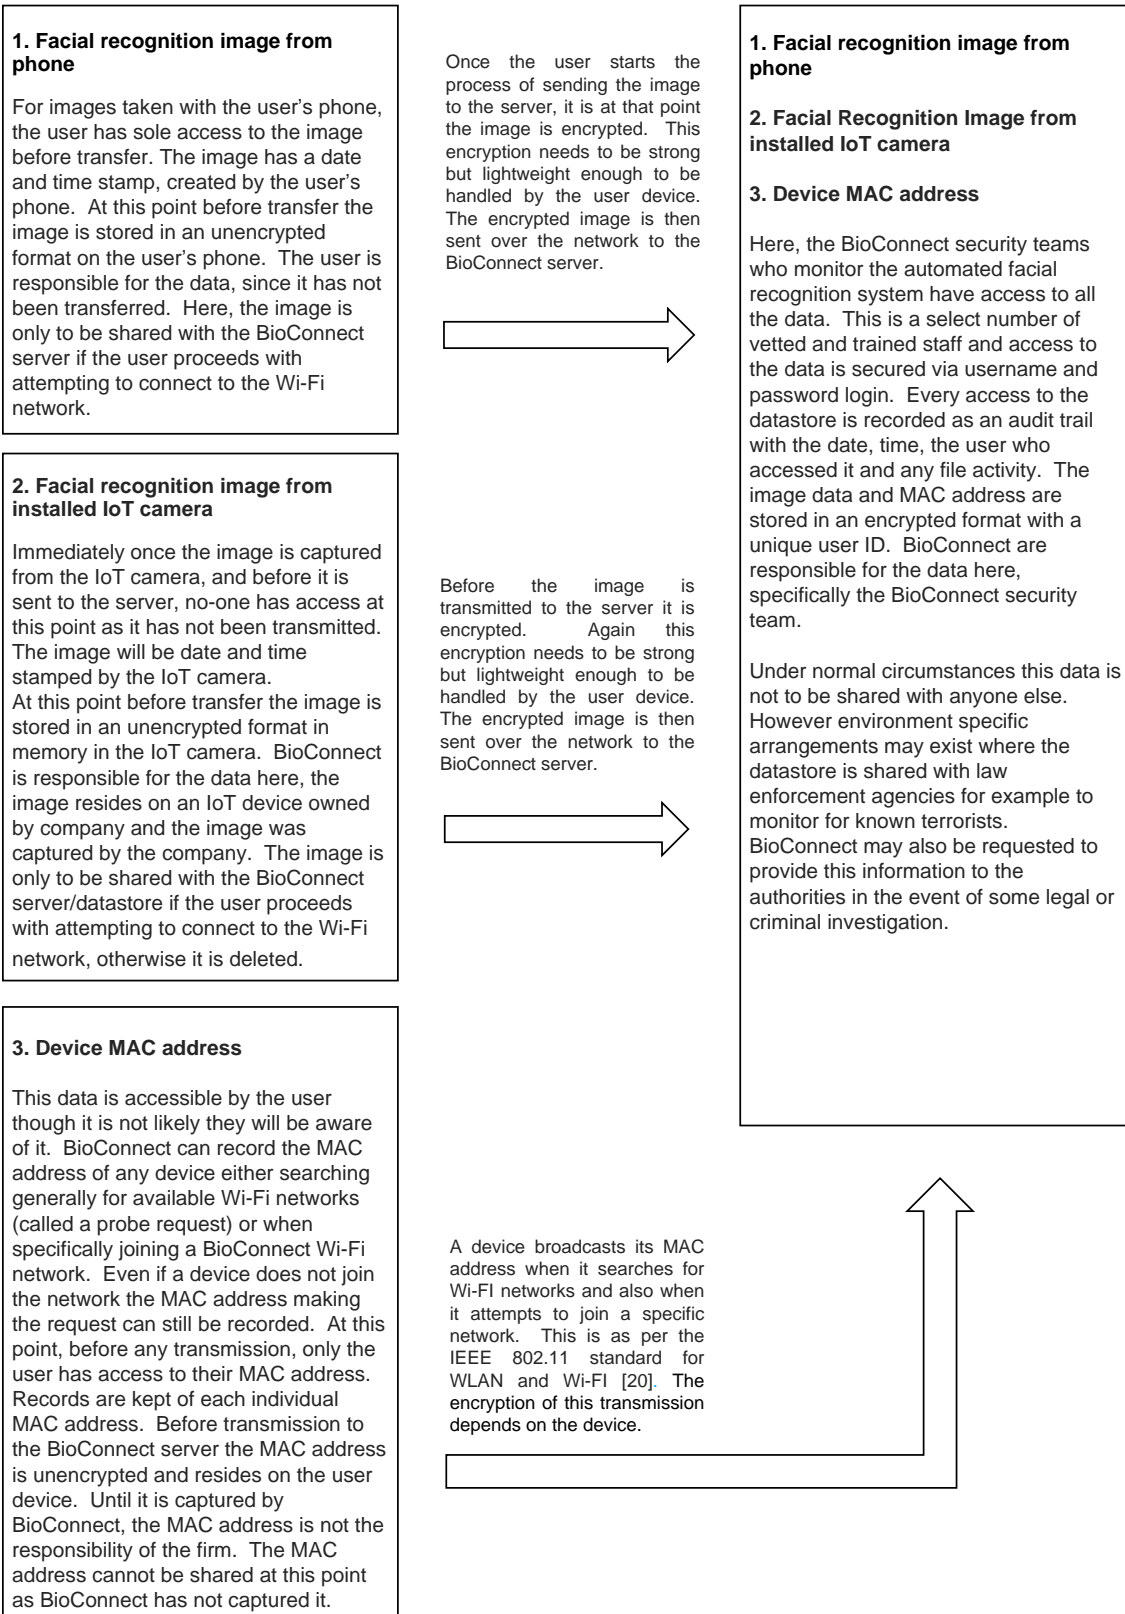 1. Facial recognition image from
phone
For images taken with the user's phone,
the user has sole access to the image
before transfer. The image has a date
and time stamp, created by the user's
phone. At this point before transfer the
image is stored in an unencrypted
format on the user's phone. The user is
responsible for the data, since it has not
been transferred. Here, the image is
only to be shared with the BioConnect
server if the user proceeds with
attempting to connect to the Wi-Fi
network.
Once the user starts the
process of sending the image
to the server, it is at that point
the image is encrypted. This
encryption needs to be strong
but lightweight enough to be
handled by the user device.
The encrypted image is then
sent over the network to the
BioConnect server.
2. Facial recognition image from
installed IoT camera
Immediately once the image is captured
from the IoT camera, and before it is
sent to the server, no-one has access at
this point as it has not been transmitted.
The image will be date and time
stamped by the IoT camera.
At this point before transfer the image is
stored in an unencrypted format in
memory in the IoT camera. BioConnect
is responsible for the data here, the
image resides on an IoT device owned
by company and the image was
captured by the company. The image is
only to be shared with the BioConnect
server/datastore if the user proceeds
with attempting to connect to the Wi-Fi
network, otherwise it is deleted.
Before the image is
transmitted to the server it is
encrypted. Again this
encryption needs to be strong
but lightweight enough to be
handled by the user device.
The encrypted image is then
sent over the network to the
BioConnect server.
3. Device MAC address
This data is accessible by the user
though it is not likely they will be aware
of it. BioConnect can record the MAC
address of any device either searching
generally for available Wi-Fi networks
(called a probe request) or when
specifically joining a BioConnect Wi-Fi
network. Even if a device does not join
the network the MAC address making
the request can still be recorded. At this
point, before any transmission, only the
user has access to their MAC address.
Records are kept of each individual
MAC address. Before transmission to
the BioConnect server the MAC address
is unencrypted and resides on the user
device. Until it is captured by
BioConnect, the MAC address is not the
responsibility of the firm. The MAC
address cannot be shared at this point
as BioConnect has not captured it.
A device broadcasts its MAC
address when it searches for
Wi-FI networks and also when
it attempts to join a specific
network. This is as per the
IEEE 802.11 standard for
WLAN and Wi-FI [20]. The
encryption of this transmission
depends on the device.
1. Facial recognition image from
phone
2. Facial Recognition Image from
installed IoT camera
3. Device MAC address
Here, the BioConnect security teams
who monitor the automated facial
recognition system have access to all
the data. This is a select number of
vetted and trained staff and access to
the data is secured via username and
password login. Every access to the
datastore is recorded as an audit trail
with the date, time, the user who
accessed it and any file activity. The
image data and MAC address are
stored in an encrypted format with a
unique user ID. BioConnect are
responsible for the data here,
specifically the BioConnect security
team.
Under normal circumstances this data is
not to be shared with anyone else.
However environment specific
arrangements may exist where the
datastore is shared with law
enforcement agencies for example to
monitor for known terrorists.
BioConnect may also be requested to
provide this information to the
authorities in the event of some legal or
criminal investigation.